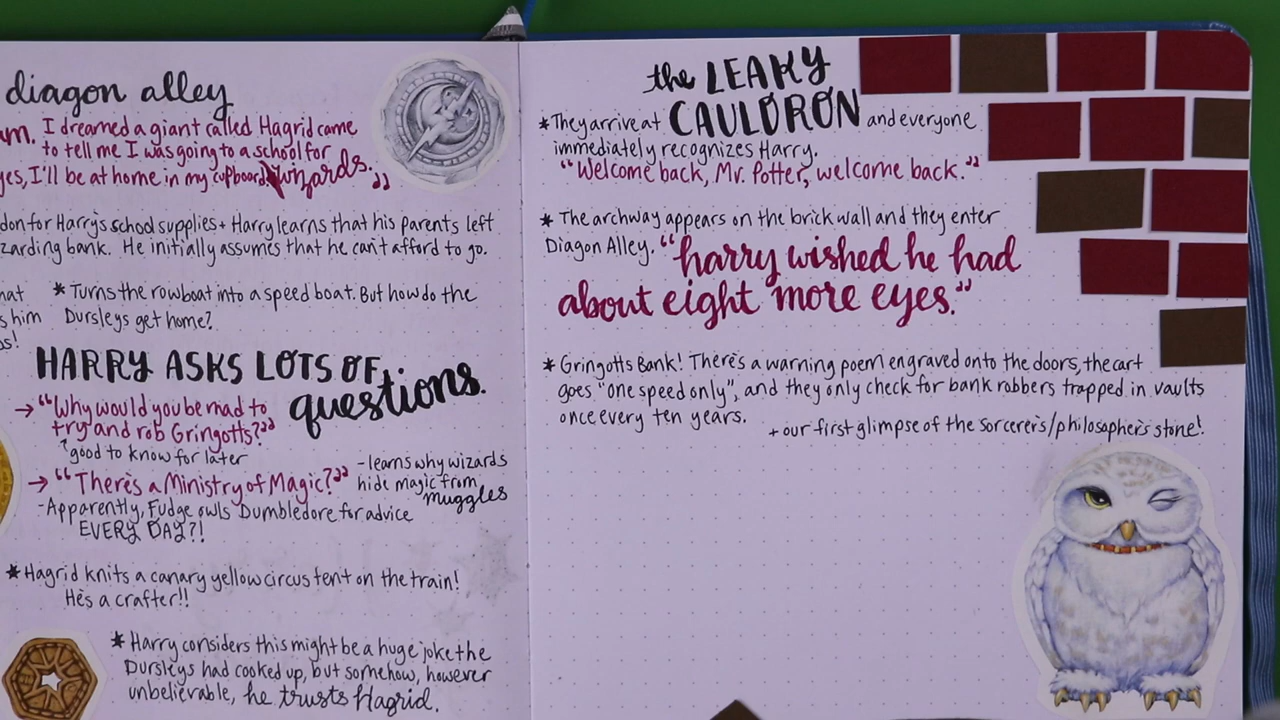 diagon alley
I dreamed a giant called Hagrid came
to tell me I was going to a school for
yes, I'll be at home in my cupboard. wizards."
don for Harry's school supplies + Harry learns that his parents left
zarding bank. He initially assumes that he can't afford to go.
* Turns the rowboat into a speed boat. But how do the
s him Dursleys get home?
HARRY ASKS LOTS OF
questions.
→ "Why would you be mad to
try and rob Gringotts?"
good to know for later
→ "There's a Ministry of Magic?"
- learns why wizards
hide magic from
muggles
- Apparently, Fudge owls Dumbledore for advice
EVERY DAY?!
* Hagrid knits a canary yellow circus tent on the train!
He's a crafter!!
* Harry considers this might be a huge joke the
Dursleys had cooked up, but somehow, however
unbelievable, he trusts Hagrid.
the LEAKY
CAULDRON
* They arrive at and everyone
immediately recognizes Harry.
"Welcome back, Mr. Potter, welcome back."
* The archway appears on the brick wall and they enter
Diagon Alley. "harry wished he had
about eight more eyes."
* Gringotts Bank! There's a warning poem engraved onto the doors, the cart
goes "one speed only", and they only check for bank robbers trapped in vaults
once every ten years.
+ our first glimpse of the sorcerer's/philosopher's stone!